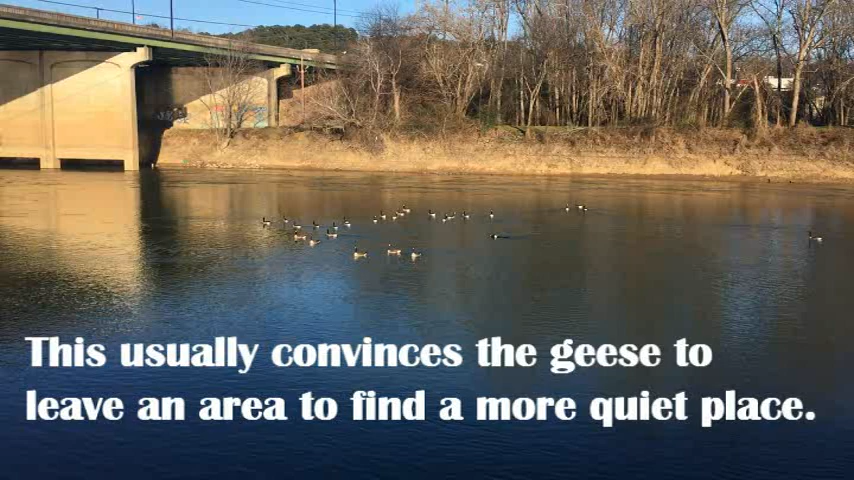 This usually convinces the geese to
leave an area to find a more quiet place.